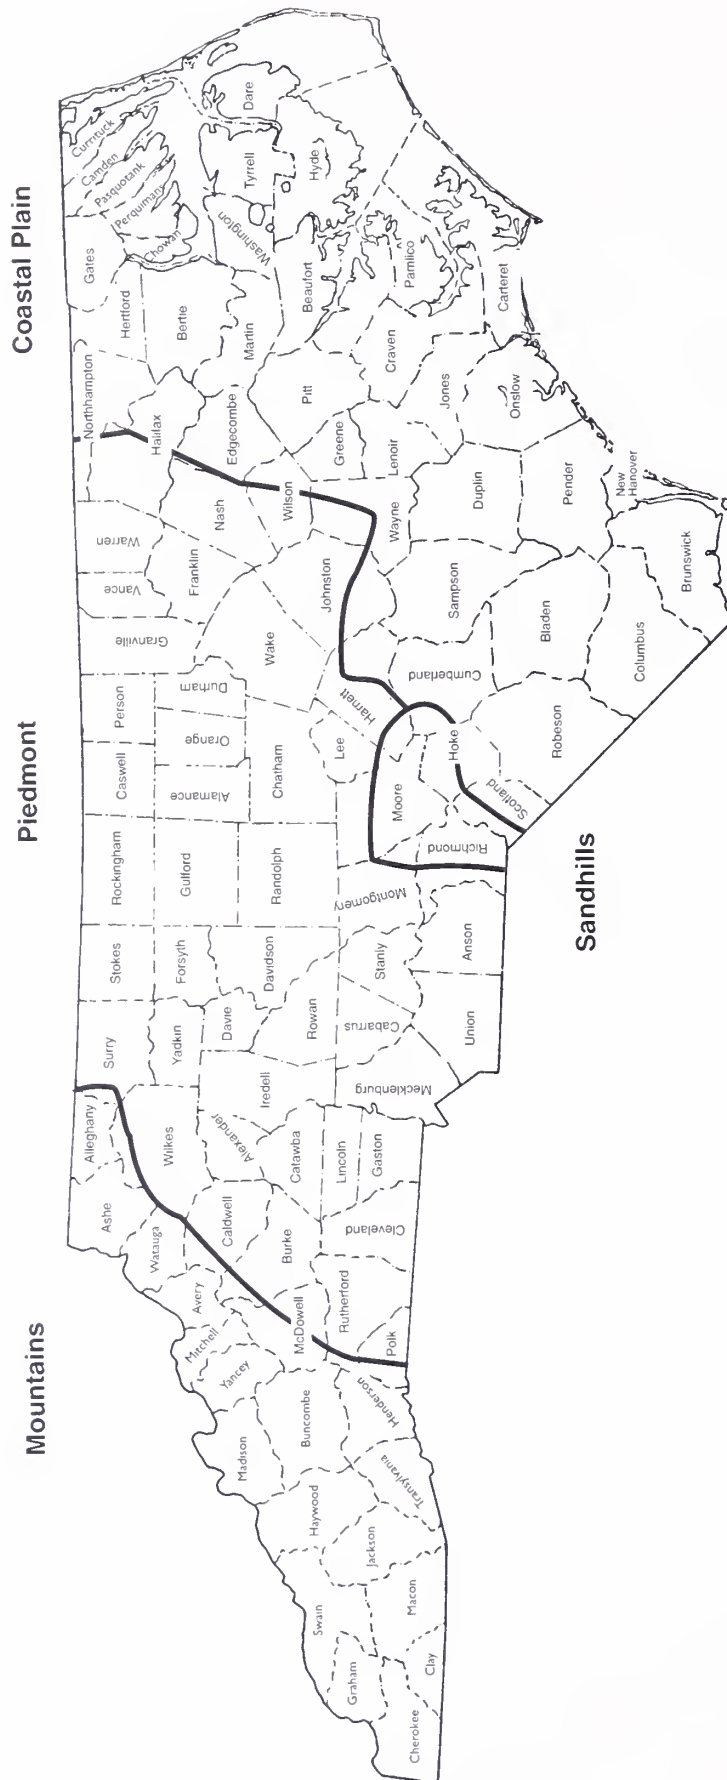 Mountains
Piedmont
Coastal Plain
Sandhills
Cherokee
Graham
Clay
Swain
Macon
Jackson
Haywood
Transylvania
Madison
Buncombe
Henderson
Yancey
Mitchell
Avery
McDowell
Polk
Rutherford
Ashe
Watauga
Alleghany
Wilkes
Caldwell
Burke
Cleveland
Alexander
Catawba
Lincoln
Gaston
Surry
Yadkin
Iredell
Davie
Rowan
Mecklenburg
Cabarrus
Union
Stokes
Forsyth
Davidson
Stanly
Anson
Rockingham
Guilford
Randolph
Montgomery
Richmond
Caswell
Alamance
Chatham
Moore
Scotland
Person
Orange
Durham
Lee
Hoke
Granville
Wake
Harnett
Cumberland
Robeson
Vance
Warren
Franklin
Johnston
Sampson
Bladen
Columbus
Nash
Wilson
Wayne
Duplin
Pender
New
Hanover
Brunswick
Northhampton
Halifax
Edgecombe
Pitt
Greene
Lenoir
Jones
Onslow
Hertford
Bertie
Martin
Beaufort
Craven
Pamlico
Carteret
Gates
Chowan
Perquimans
Pasquotank
Camden
Currituck
Washington
Tyrrell
Hyde
Dare